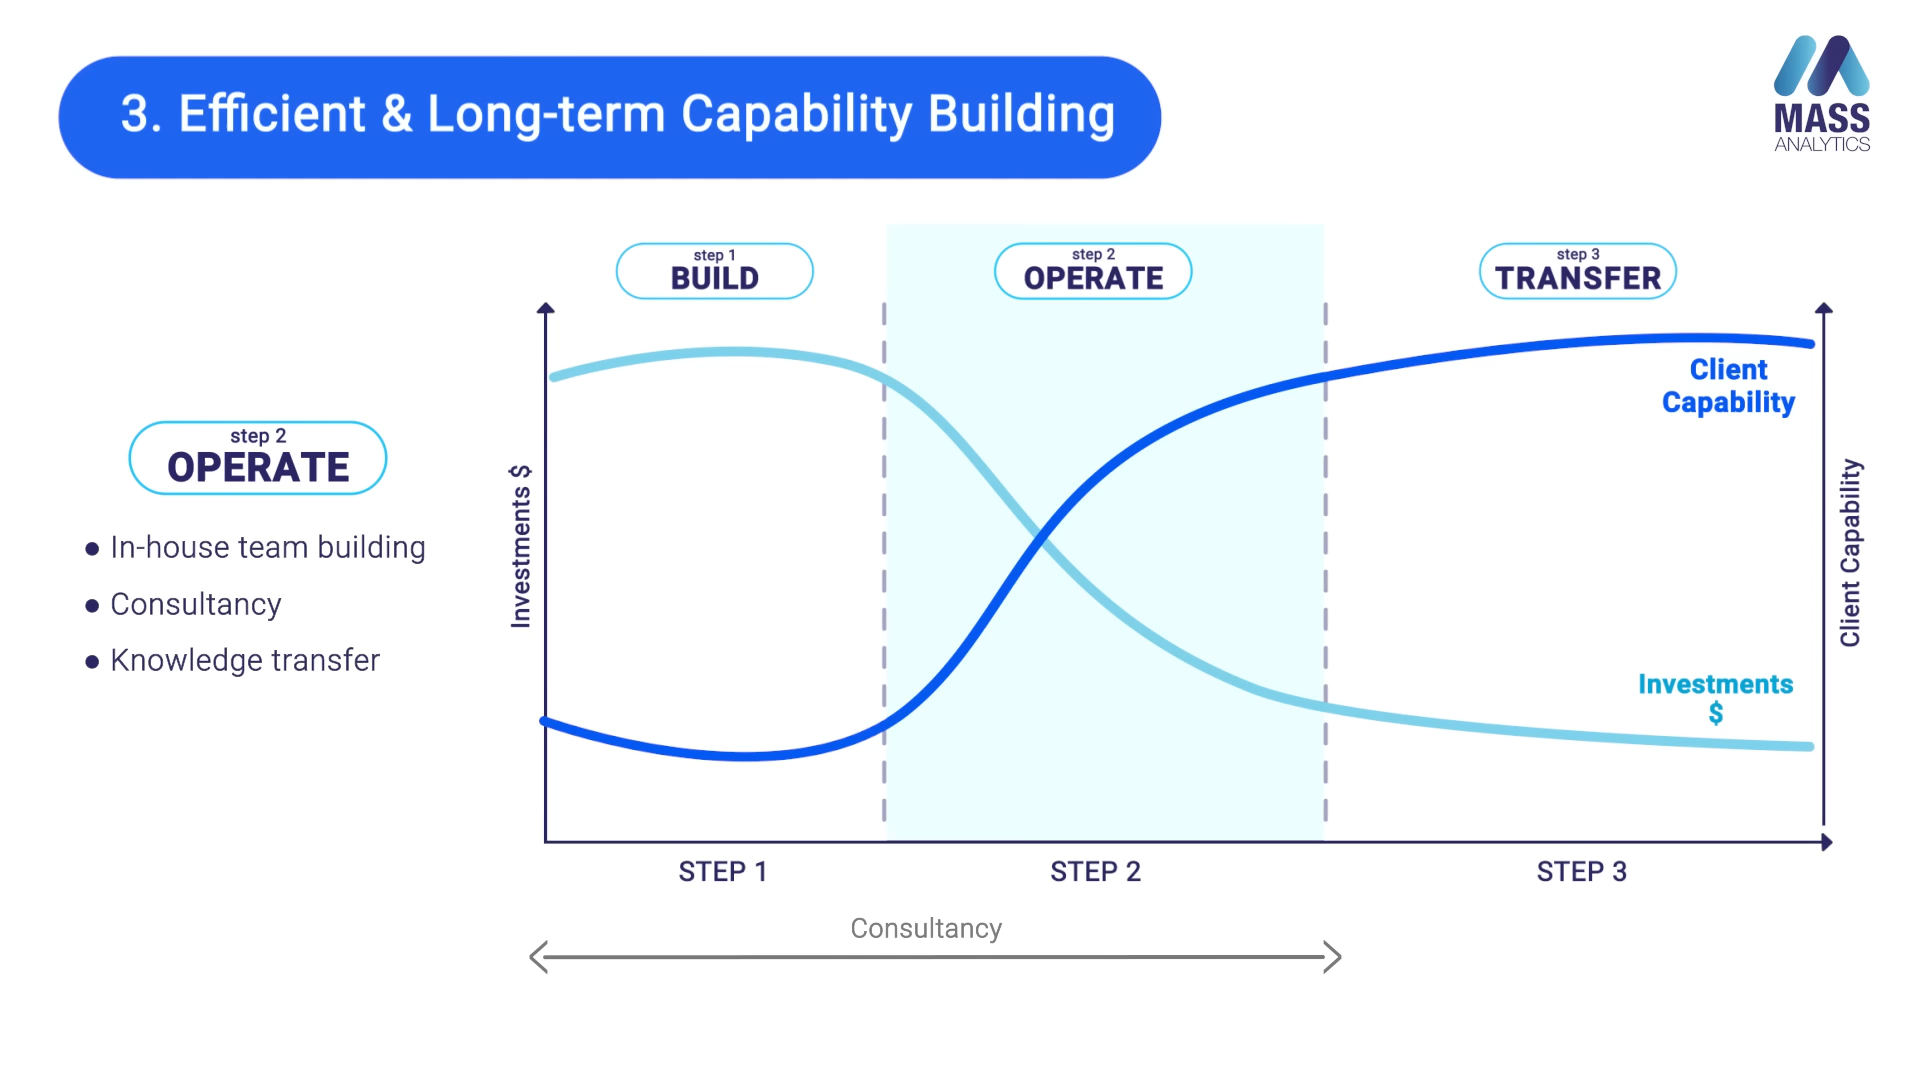 3. Efficient & Long-term Capability Building
MASS
ANALYTICS
step 1
BUILD
step 2
OPERATE
step 3
TRANSFER
step 2
OPERATE
● In-house team building
● Consultancy
● Knowledge transfer
Investments $
Client
Capability
Investments
$
Client Capability
STEP 1
STEP 2
STEP 3
Consultancy